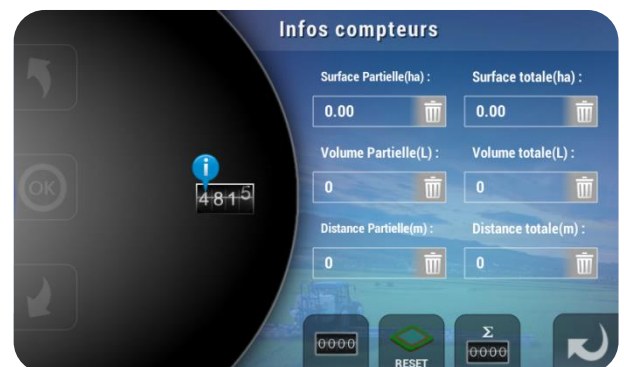 Infos compteurs
Surface Partielle(ha) : Surface totale(ha) :
0.00 0.00
Volume Partielle(L) : Volume totale(L) :
OK
i
4815
0 0
Distance Partielle(m) : Distance totale(m) :
0 0
0000
RESET
Σ
0000